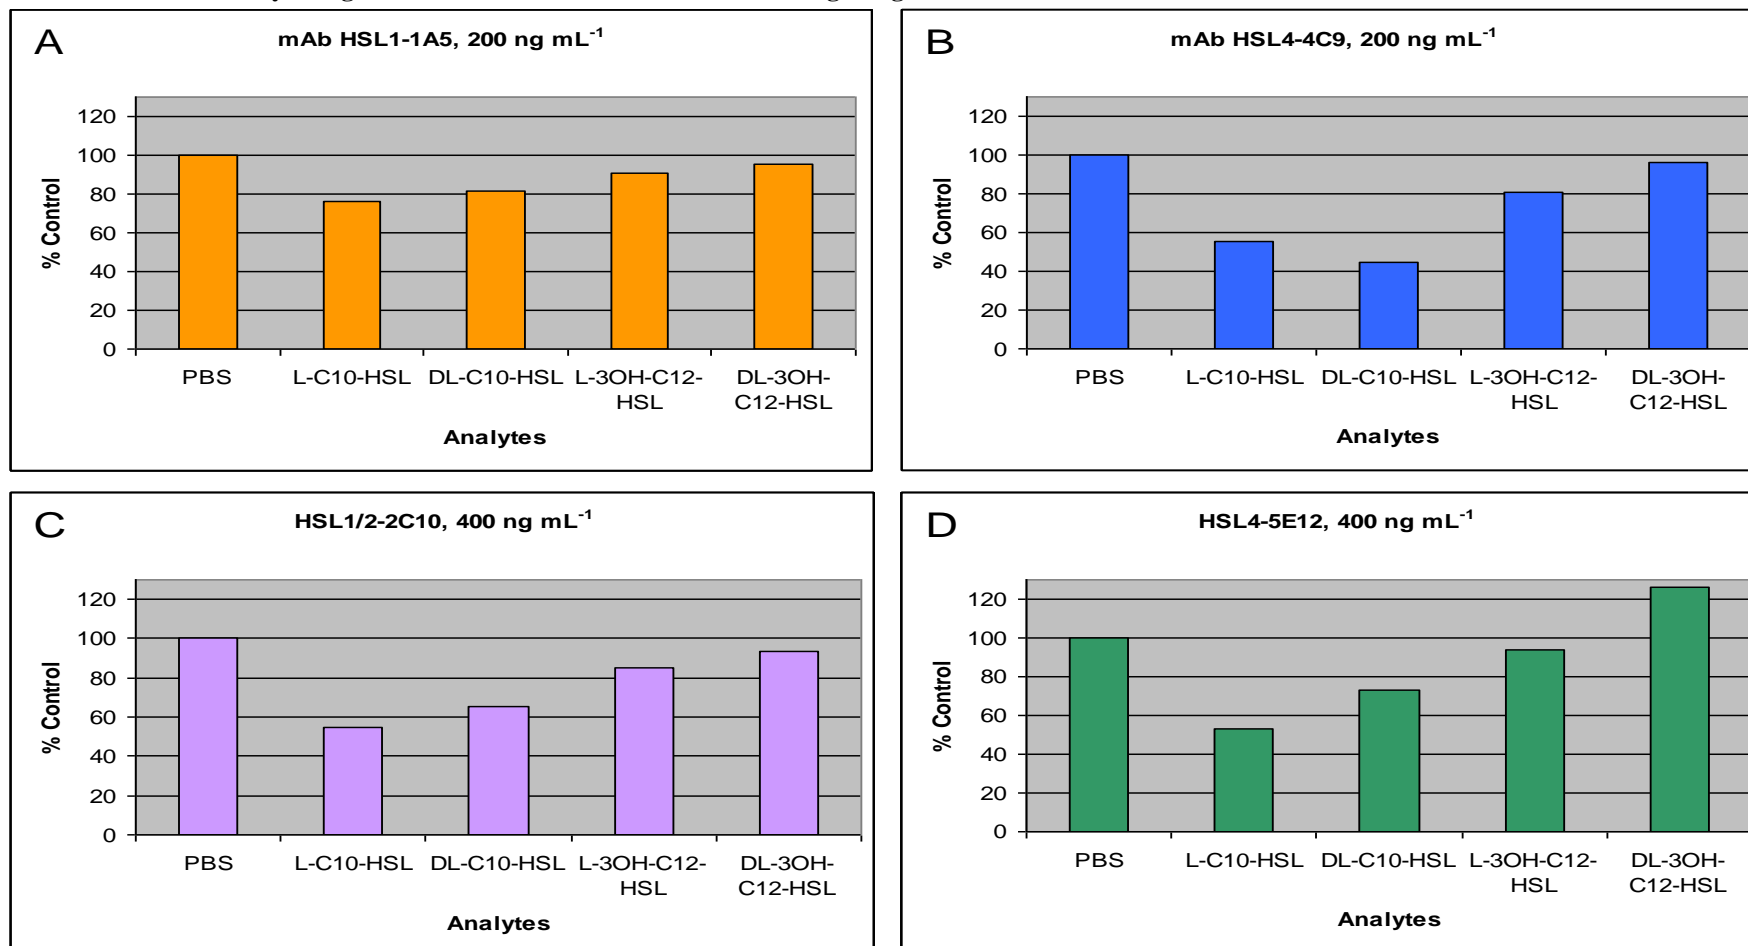 A
mAb HSL1-1A5, 200 ng mL-1
% Control
120
100
80
60
40
20
0
PBS
L-C10-HSL
DL-C10-HSL
L-3OH-C12-
HSL
DL-3OH-
C12-HSL
Analytes
B
mAb HSL4-4C9, 200 ng mL-1
% Control
120
100
80
60
40
20
0
PBS
L-C10-HSL
DL-C10-HSL
L-3OH-C12-
HSL
DL-3OH-
C12-HSL
Analytes
C
HSL1/2-2C10, 400 ng mL-1
% Control
120
100
80
60
40
20
0
PBS
L-C10-HSL
DL-C10-HSL
L-3OH-C12-
HSL
DL-3OH-
C12-HSL
Analytes
D
HSL4-5E12, 400 ng mL-1
% Control
120
100
80
60
40
20
0
PBS
L-C10-HSL
DL-C10-HSL
L-3OH-C12-
HSL
DL-3OH-
C12-HSL
Analytes